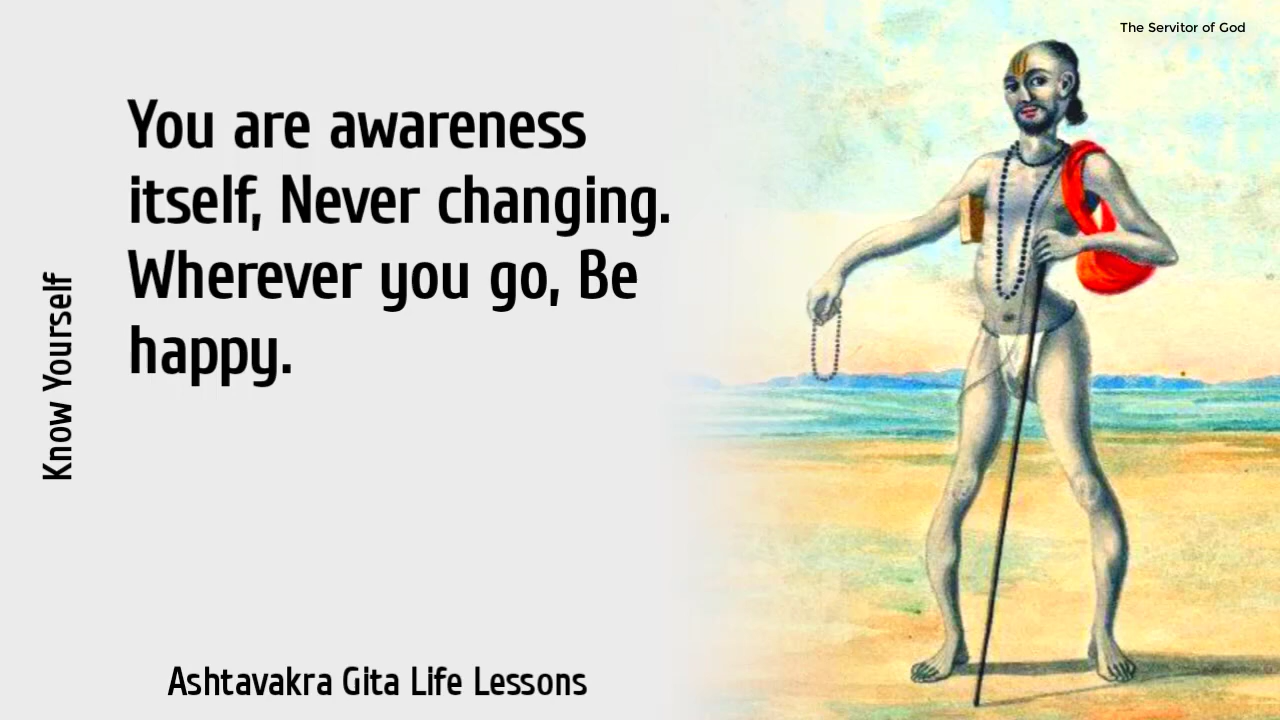 The Servitor of God
You are awareness
itself, Never changing.
Wherever you go, Be
happy.
Know Yourself
Ashtavakra Gita Life Lessons